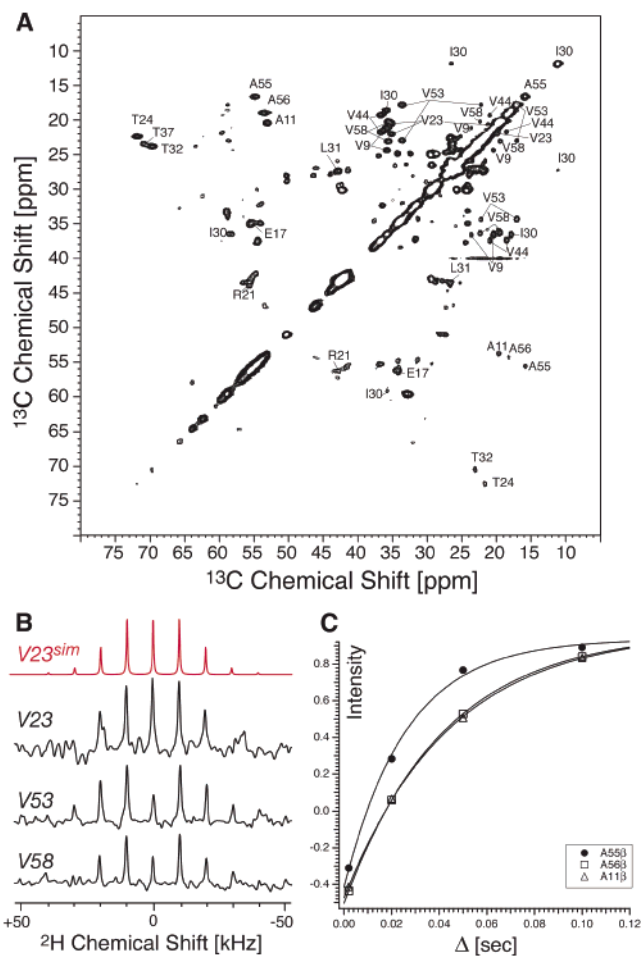 A
10
15
20
25
30
35
40
45
50
55
60
65
70
75
¹³C Chemical Shift [ppm]
I30
I30
A55
A55
V53
V44
T24
A56
I30
V58
V53
T37
V44
V44
A11
V58
V23
V23
T32
V9
V9
V58
L31
V9
I30
V53
V58
I30
E17
I30
V44
V9
R21
L31
R21
E17
A11
A56
A55
I30
T32
T24
75 70 65 60 55 50 45 40 35 30 25 20 15 10
¹³C Chemical Shift [ppm]
B
V23sim
V23
V53
V58
+50 0 -50
²H Chemical Shift [kHz]
C
Intensity
0.8
0.6
0.4
0.2
0.0
-0.2
-0.4
A55β
A56β
A11β
0.00 0.02 0.04 0.06 0.08 0.10 0.12
Δ [sec]